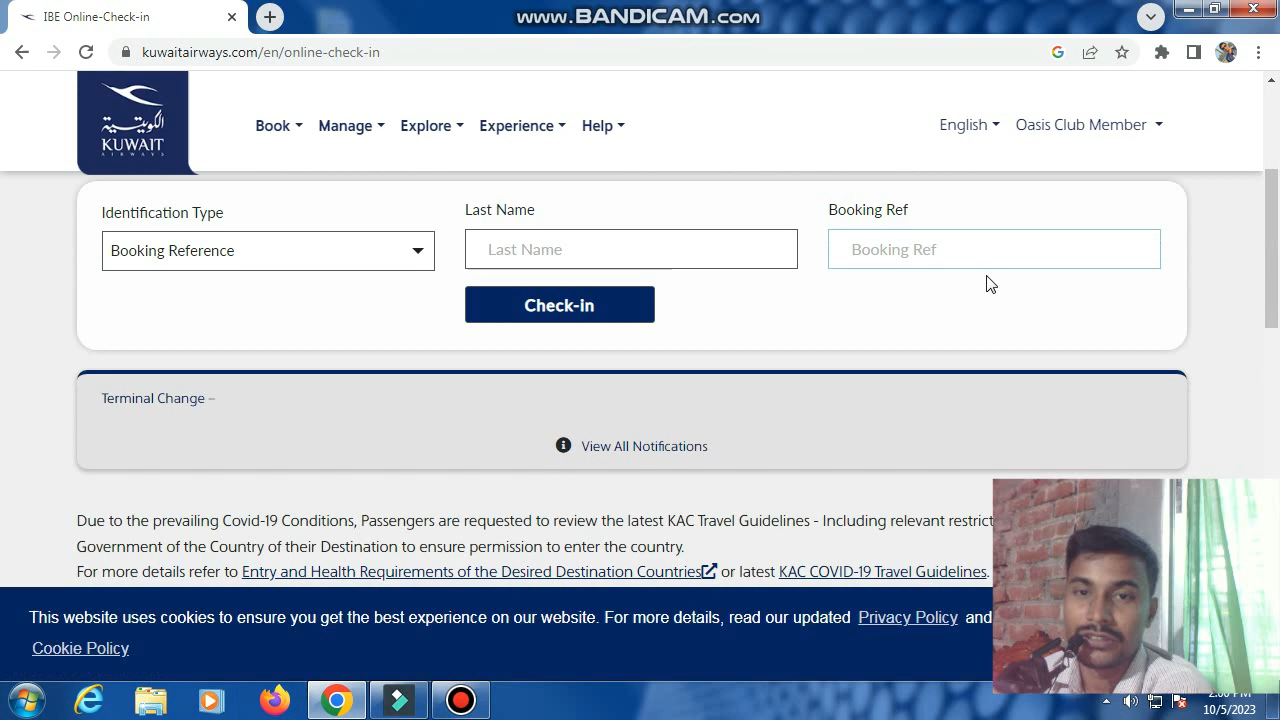 IBE Online-Check-in
www.BANDICAM.com
kuwaitairways.com/en/online-check-in
الكويتية
KUWAIT
AIRWAYS
Book Manage Explore Experience Help English Oasis Club Member
Identification Type Last Name Booking Ref
Booking Reference Last Name Booking Ref
Check-in
Terminal Change –
View All Notifications
Due to the prevailing Covid-19 Conditions, Passengers are requested to review the latest KAC Travel Guidelines - Including relevant
Government of the Country of their Destination to ensure permission to enter the country.
For more details refer to Entry and Health Requirements of the Desired Destination Countries or latest KAC COVID-19 Travel Guidelines.
This website uses cookies to ensure you get the best experience on our website. For more details, read our updated Privacy Policy and
Cookie Policy
2:00 PM
10/5/2023